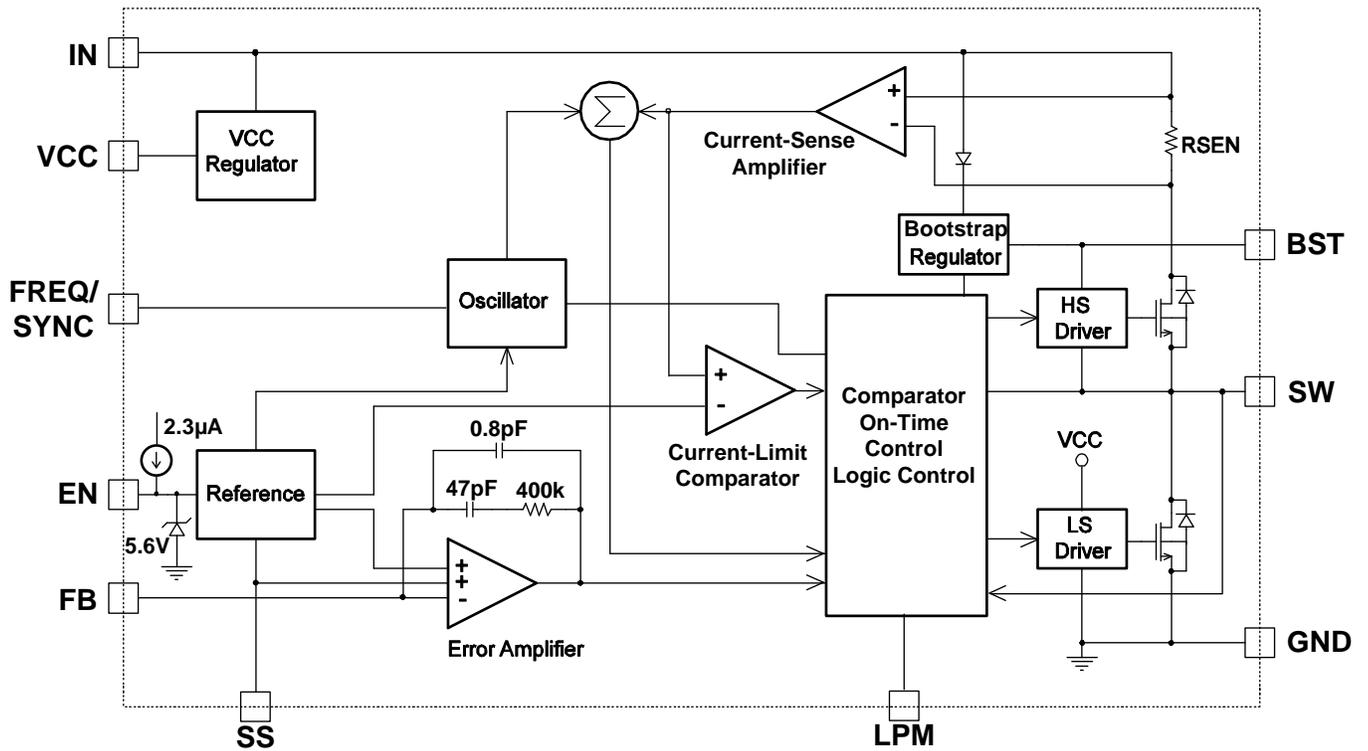 IN
VCC
Regulator
VCC
Σ
+
-
Current-Sense
Amplifier
RSEN
Bootstrap
Regulator
BST
FREQ/
SYNC
Oscillator
HS
Driver
+
-
Current-Limit
Comparator
Comparator
On-Time
Control
Logic Control
SW
2.3µA
0.8pF
47pF
400k
VCC
EN
Reference
5.6V
LS
Driver
+
+
-
FB
Error Amplifier
GND
SS
LPM